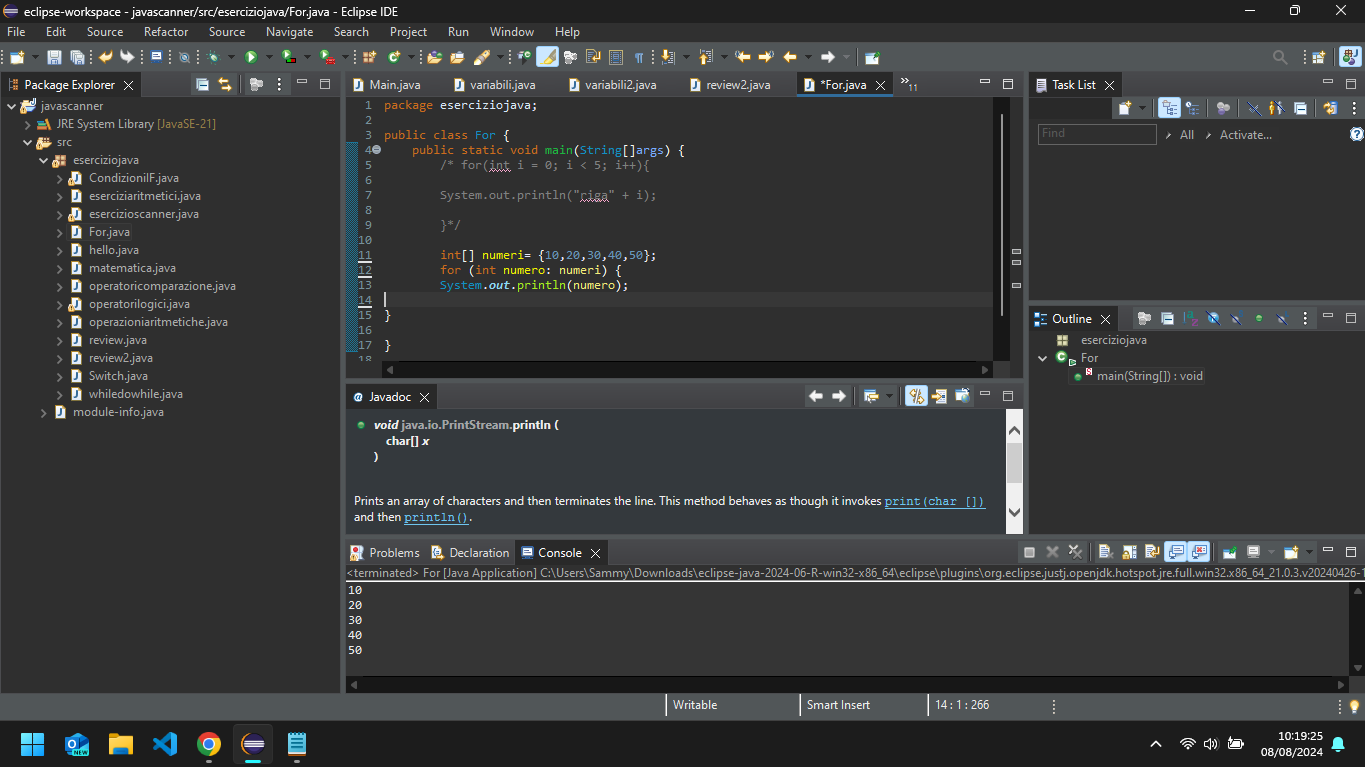 eclipse-workspace - javascanner/src/eserciziojava/For.java - Eclipse IDE
File Edit Source Refactor Source Navigate Search Project Run Window Help
Package Explorer
javascanner
JRE System Library [JavaSE-21]
src
eserciziojava
CondizioniIF.java
eserciziaritmetici.java
esercizioscanner.java
For.java
hello.java
matematica.java
operatoricomparazione.java
operatorilogici.java
operazioniaritmetiche.java
review.java
review2.java
Switch.java
whiledowhile.java
module-info.java
Main.java variabili.java variabili2.java review2.java *For.java »11
1 package eserciziojava;
2
3 public class For {
4 public static void main(String[]args) {
5 /* for(int i = 0; i < 5; i++){
6
7 System.out.println("riga" + i);
8
9 }*/
10
11 int[] numeri= {10,20,30,40,50};
12 for (int numero: numeri) {
13 System.out.println(numero);
14
15 }
16
17 }
18
Javadoc
void java.io.PrintStream.println (
char[] x
)
Prints an array of characters and then terminates the line. This method behaves as though it invokes print(char [])
and then println().
Problems Declaration Console
<terminated> For [Java Application] C:\Users\Sammy\Downloads\eclipse-java-2024-06-R-win32-x86_64\eclipse\plugins\org.eclipse.justj.openjdk.hotspot.jre.full.win32.x86_64_21.0.3.v20240426-1
10
20
30
40
50
Task List
Find All Activate...
Outline
eserciziojava
For
main(String[]) : void
Writable Smart Insert 14 : 1 : 266
NEW
10:19:25
08/08/2024